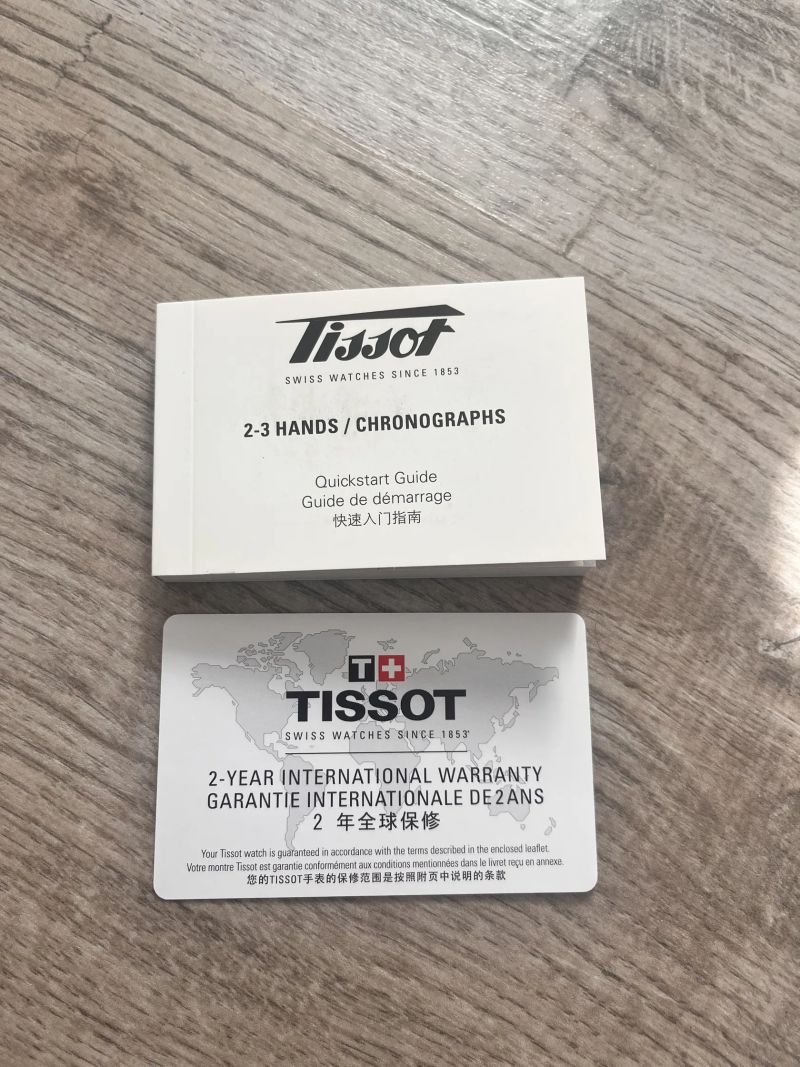 Tissot
SWISS WATCHES SINCE 1853
2-3 HANDS / CHRONOGRAPHS
Quickstart Guide
Guide de démarrage
快速入门指南
T+
TISSOT
SWISS WATCHES SINCE 1853
2-YEAR INTERNATIONAL WARRANTY
GARANTIE INTERNATIONALE DE 2 ANS
2 年全球保修
Your Tissot watch is guaranteed in accordance with the terms described in the enclosed leaflet.
Votre montre Tissot est garantie conformément aux conditions mentionnées dans le livret reçu en annexe.
您的TISSOT手表的保修范围是按照附页中说明的条款